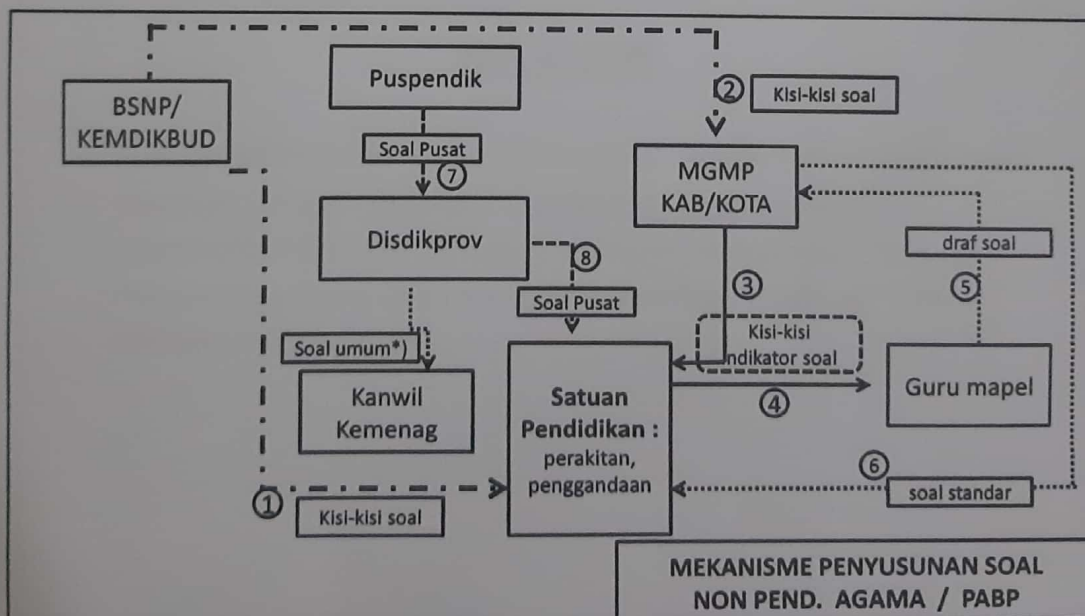 BSNP/
KEMDIKBUD
Puspendik
② Kisi-kisi soal
Soal Pusat
⑦
MGMP
KAB/KOTA
Disdikprov
⑧
draf soal
⑤
③
Soal Pusat
Soal umum*)
Kisi-kisi
indikator soal
Kanwil
Kemenag
Satuan
Pendidikan :
perakitan,
penggandaan
④
Guru mapel
⑥
soal standar
①
Kisi-kisi soal
MEKANISME PENYUSUNAN SOAL
NON PEND. AGAMA / PABP